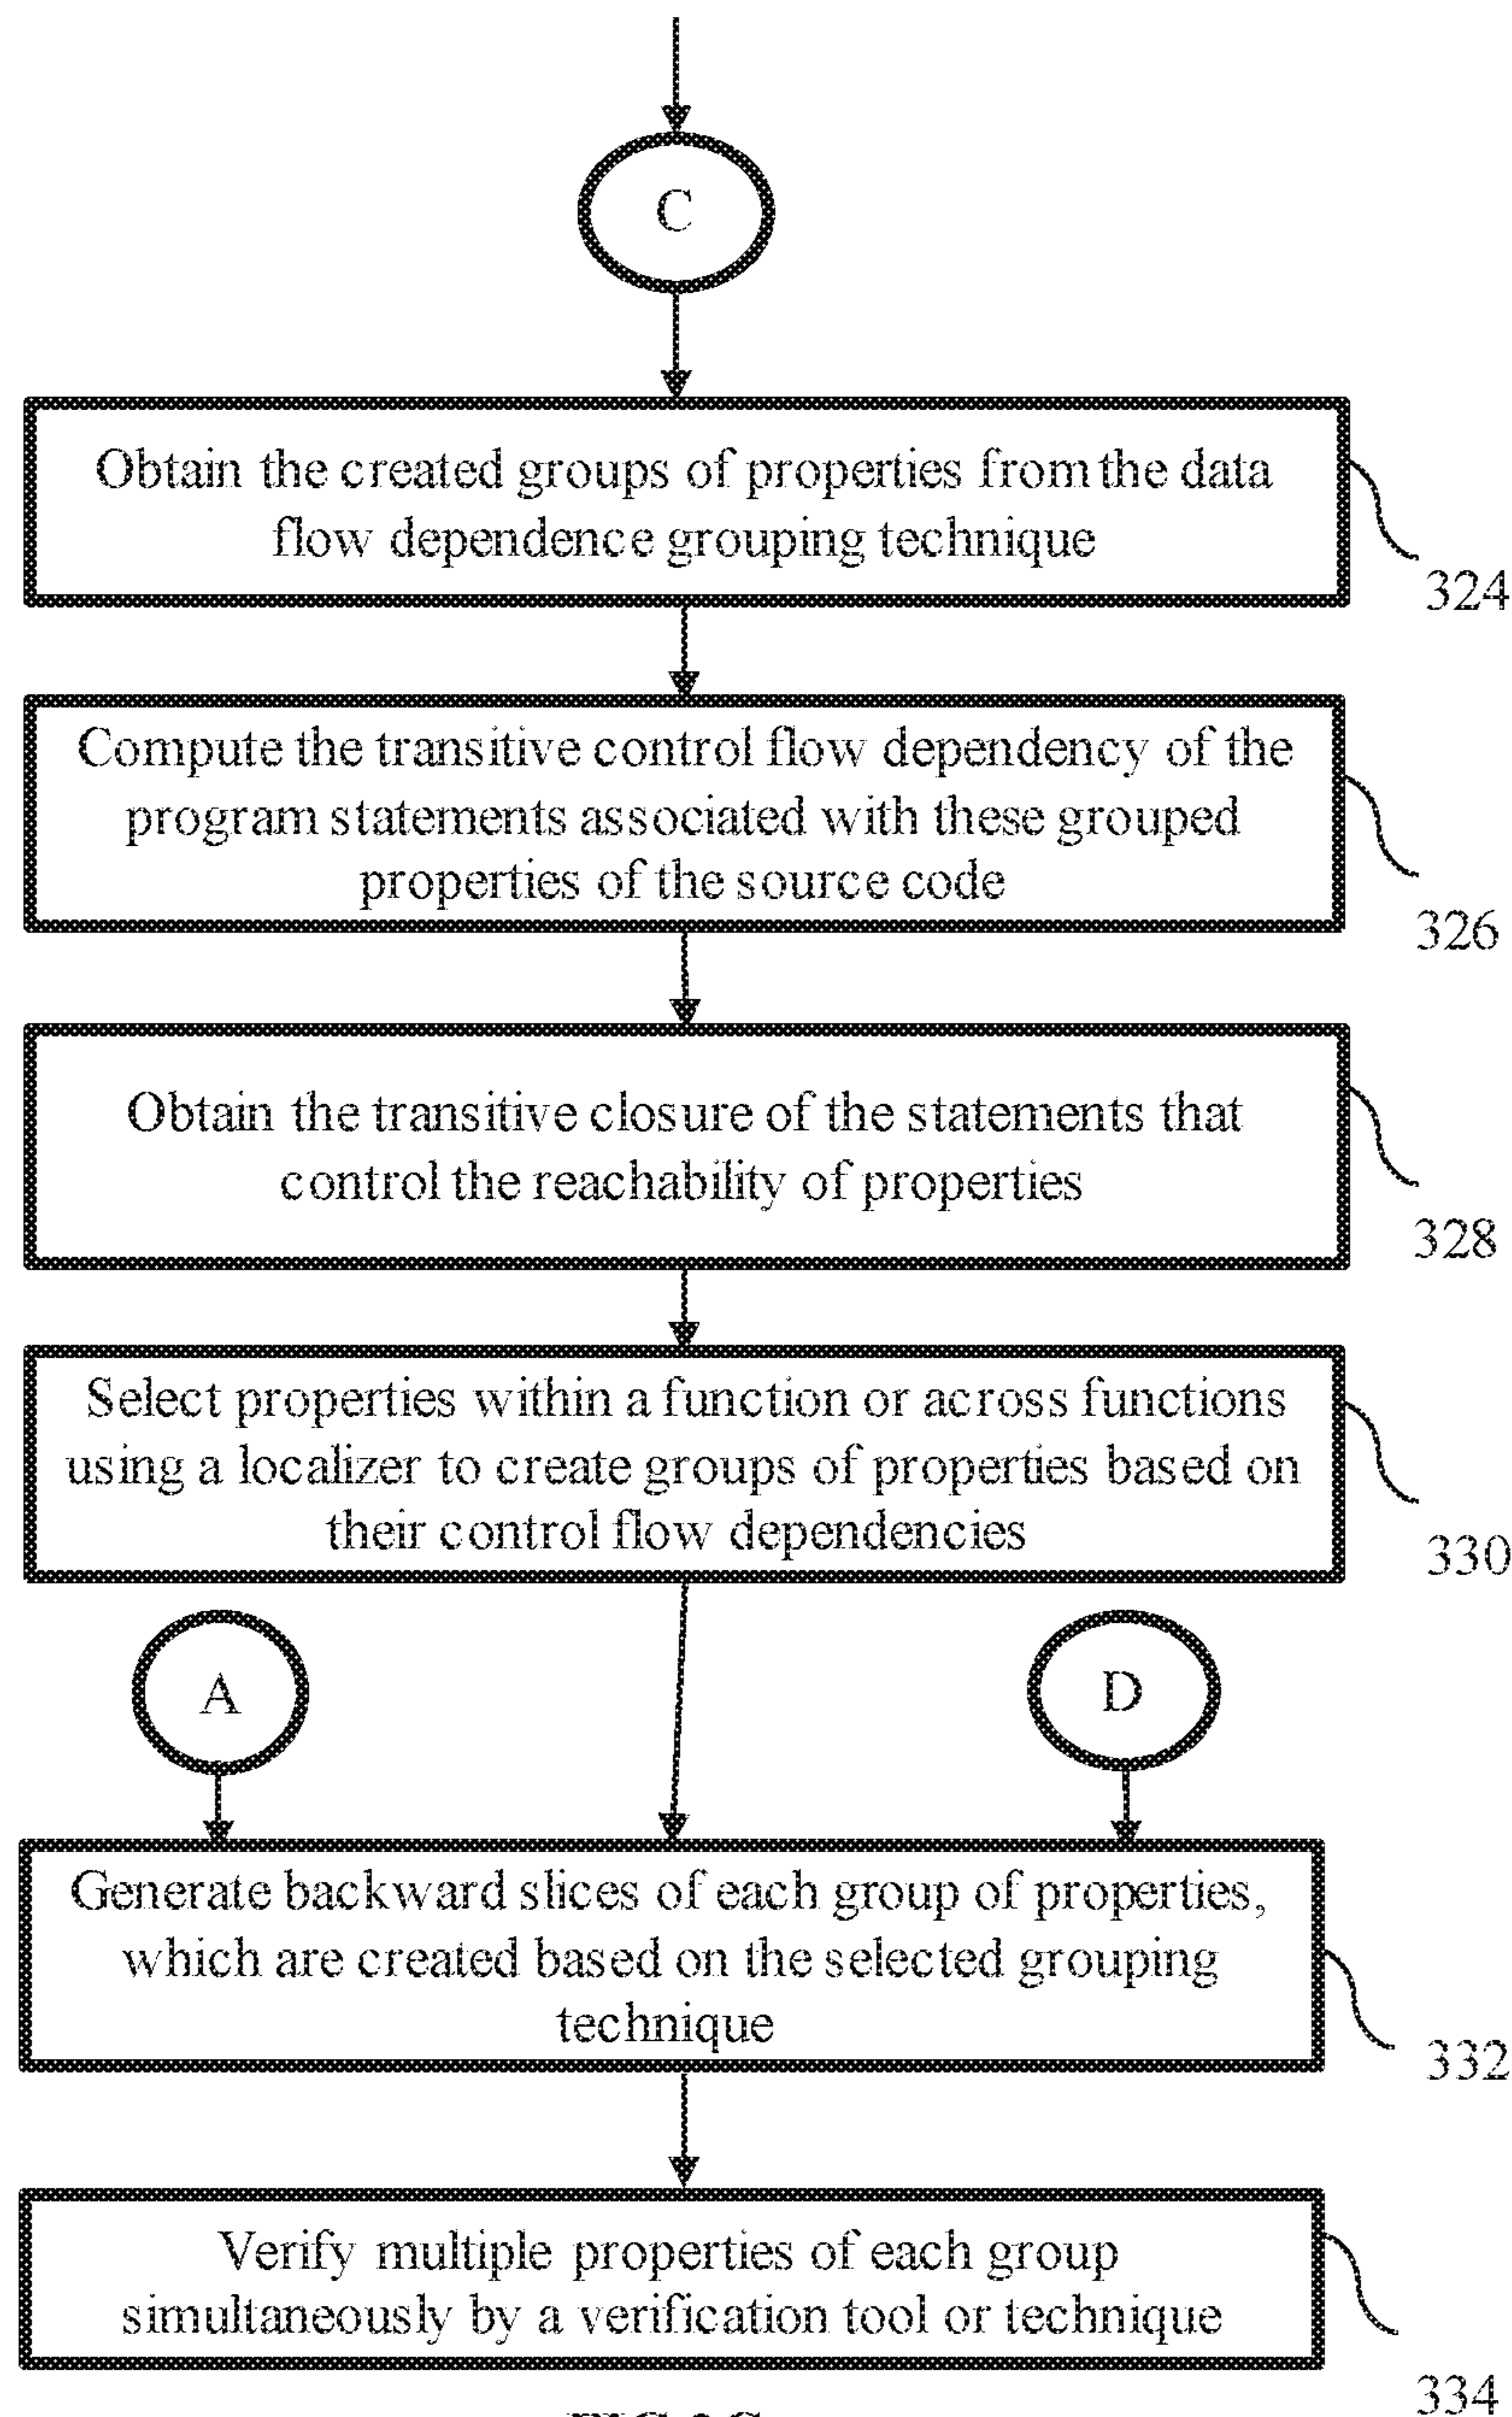 C
Obtain the created groups of properties from the data
flow dependence grouping technique
324
Compute the transitive control flow dependency of the
program statements associated with these grouped
properties of the source code
326
Obtain the transitive closure of the statements that
control the reachability of properties
328
Select properties within a function or across functions
using a localizer to create groups of properties based on
their control flow dependencies
330
A
D
Generate backward slices of each group of properties,
which are created based on the selected grouping
technique
332
Verify multiple properties of each group
simultaneously by a verification tool or technique
334